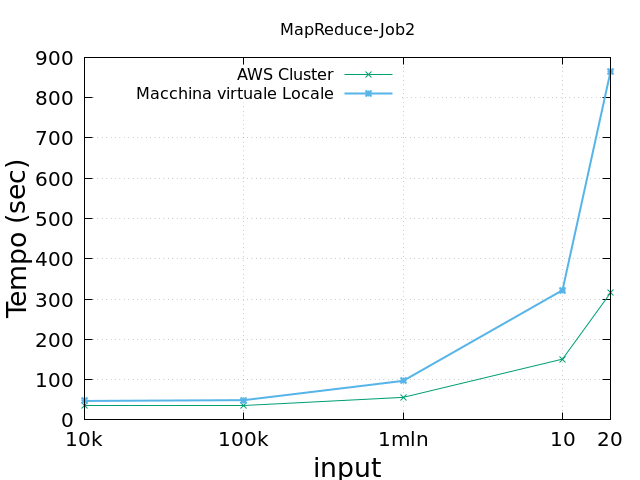 MapReduce-Job2
900
800
700
600
500
400
300
200
100
0
AWS Cluster
Macchina virtuale Locale
Tempo (sec)
10k 100k 1mln 10 20
input